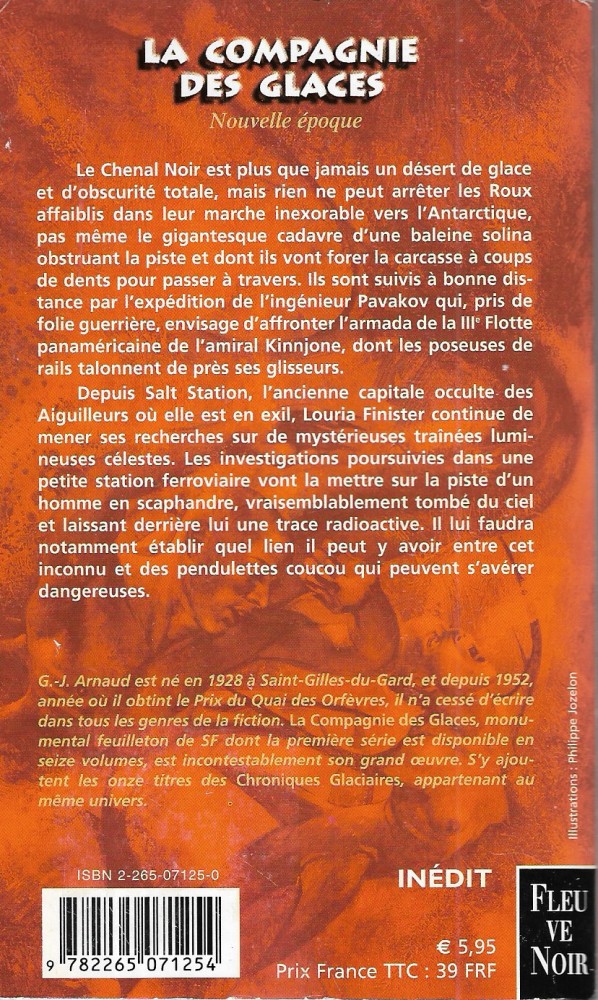 LA COMPAGNIE
DES GLACES
Nouvelle époque
Le Chenal Noir est plus que jamais un désert de glace
et d'obscurité totale, mais rien ne peut arrêter les Roux
affaiblis dans leur marche inexorable vers l'Antarctique,
pas même le gigantesque cadavre d'une baleine solina
obstruant la piste et dont ils vont forer la carcasse à coups
de dents pour passer à travers. Ils sont suivis à bonne dis-
tance par l'expédition de l'ingénieur Pavakov qui, pris de
folie guerrière, envisage d'affronter l'armada de la IIIe Flotte
panaméricaine de l'amiral Kinnjone, dont les poseuses de
rails talonnent de près ses glisseurs.
Depuis Salt Station, l'ancienne capitale occulte des
Aiguilleurs où elle est en exil, Louria Finister continue de
mener ses recherches sur de mystérieuses traînées lumi-
neuses célestes. Les investigations poursuivies dans une
petite station ferroviaire vont la mettre sur la piste d'un
homme en scaphandre, vraisemblablement tombé du ciel
et laissant derrière lui une trace radioactive. Il lui faudra
notamment établir quel lien il peut y avoir entre cet
inconnu et des pendulettes coucou qui peuvent s'avérer
dangereuses.
G.-J. Arnaud est né en 1928 à Saint-Gilles-du-Gard, et depuis 1952,
année où il obtint le Prix du Quai des Orfèvres, il n'a cessé d'écrire
dans tous les genres de la fiction. La Compagnie des Glaces, monu-
mental feuilleton de SF dont la première série est disponible en
seize volumes, est incontestablement son grand œuvre. S'y ajou-
tent les onze titres des Chroniques Glaciaires, appartenant au
même univers.
Illustrations : Philippe Jozelon
ISBN 2-265-07125-0
9 782265 071254
INÉDIT
€ 5,95
Prix France TTC : 39 FRF
FLEU
VE
NOIR